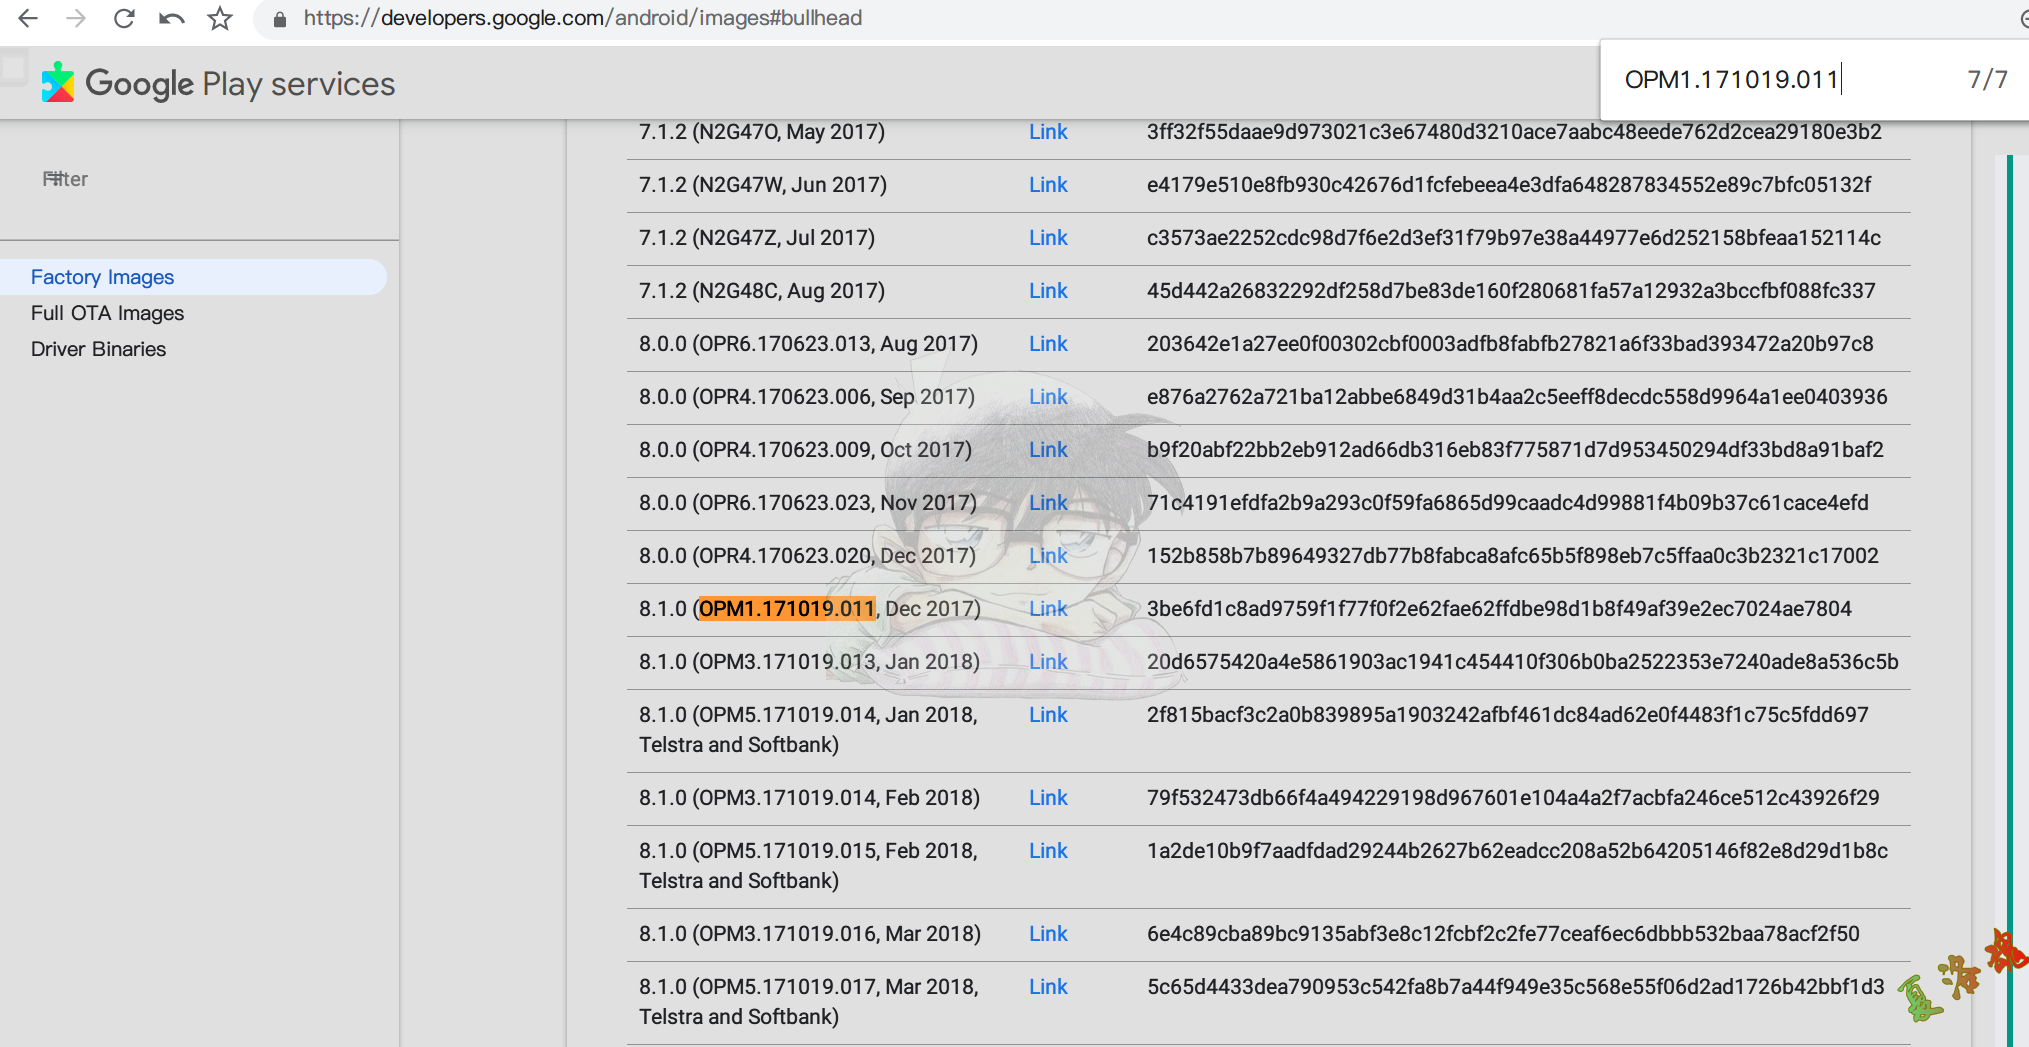 https://developers.google.com/android/images#bullhead
OPM1.171019.011 7/7
Google Play services
Filter
Factory Images
Full OTA Images
Driver Binaries
7.1.2 (N2G47O, May 2017) Link 3ff32f55daae9d973021c3e67480d3210ace7aabc48eede762d2cea29180e3b2
7.1.2 (N2G47W, Jun 2017) Link e4179e510e8fb930c42676d1fcfebeea4e3dfa648287834552e89c7bfc05132f
7.1.2 (N2G47Z, Jul 2017) Link c3573ae2252cdc98d7f6e2d3ef31f79b97e38a44977e6d252158bfeaa152114c
7.1.2 (N2G48C, Aug 2017) Link 45d442a26832292df258d7be83de160f280681fa57a12932a3bccfbf088fc337
8.0.0 (OPR6.170623.013, Aug 2017) Link 203642e1a27ee0f00302cbf0003adfb8fabfb27821a6f33bad393472a20b97c8
8.0.0 (OPR4.170623.006, Sep 2017) Link e876a2762a721ba12abbe6849d31b4aa2c5eeff8decdc558d9964a1ee0403936
8.0.0 (OPR4.170623.009, Oct 2017) Link b9f20abf22bb2eb912ad66db316eb83f775871d7d953450294df33bd8a91baf2
8.0.0 (OPR6.170623.023, Nov 2017) Link 71c4191efdfa2b9a293c0f59fa6865d99caadc4d99881f4b09b37c61cace4efd
8.0.0 (OPR4.170623.020, Dec 2017) Link 152b858b7b89649327db77b8fabca8afc65b5f898eb7c5ffaa0c3b2321c17002
8.1.0 (OPM1.171019.011, Dec 2017) Link 3be6fd1c8ad9759f1f77f0f2e62fae62ffdbe98d1b8f49af39e2ec7024ae7804
8.1.0 (OPM3.171019.013, Jan 2018) Link 20d6575420a4e5861903ac1941c454410f306b0ba2522353e7240ade8a536c5b
8.1.0 (OPM5.171019.014, Jan 2018, Link 2f815bacf3c2a0b839895a1903242afbf461dc84ad62e0f4483f1c75c5fdd697
Telstra and Softbank)
8.1.0 (OPM3.171019.014, Feb 2018) Link 79f532473db66f4a494229198d967601e104a4a2f7acbfa246ce512c43926f29
8.1.0 (OPM5.171019.015, Feb 2018, Link 1a2de10b9f7aadfdad29244b2627b62eadcc208a52b64205146f82e8d29d1b8c
Telstra and Softbank)
8.1.0 (OPM3.171019.016, Mar 2018) Link 6e4c89cba89bc9135abf3e8c12fcbf2c2fe77ceaf6ec6dbbb532baa78acf2f50
8.1.0 (OPM5.171019.017, Mar 2018, Link 5c65d4433dea790953c542fa8b7a44f949e35c568e55f06d2ad1726b42bbf1d3
Telstra and Softbank)